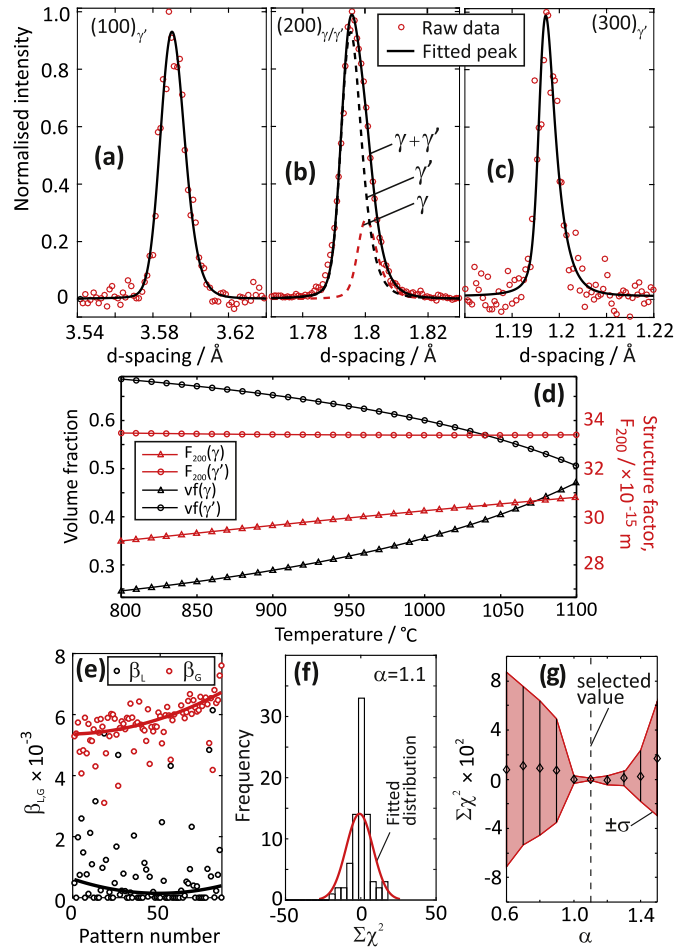 (100)γ'
(200)γ/γ'
(300)γ'
Raw data
Fitted peak
Normalised intensity
1.0
0.8
0.6
0.4
0.2
0
(a)
(b)
(c)
γ + γ'
γ'
γ
3.54 3.58 3.62
1.78 1.8 1.82
1.19 1.2 1.21 1.22
d-spacing / Å
d-spacing / Å
d-spacing / Å
(d)
Volume fraction
0.6
0.5
0.4
0.3
F200(γ)
F200(γ')
vf(γ)
vf(γ')
34
32
30
28
Structure factor,
F200 / ×10-15 m
800 850 900 950 1000 1050 1100
Temperature / °C
(e)
βL
βG
βL,G × 10-3
8
6
4
2
0
0 50
Pattern number
(f)
α=1.1
Frequency
30
20
10
0
Fitted
distribution
-50 0 50
Σχ2
(g)
selected
value
Σχ2 × 102
8
4
0
-4
-8
±σ
0.6 1.0 1.4
α